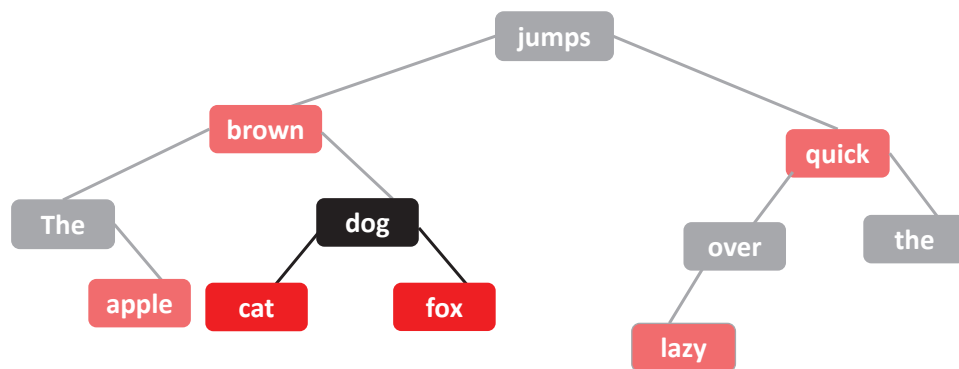 jumps
brown
quick
The
dog
over
the
apple
cat
fox
lazy